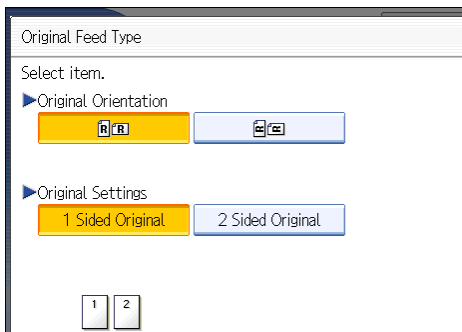 Original Feed Type
Select item.
▶Original Orientation
R R R R
▶Original Settings
1 Sided Original 2 Sided Original
1 2